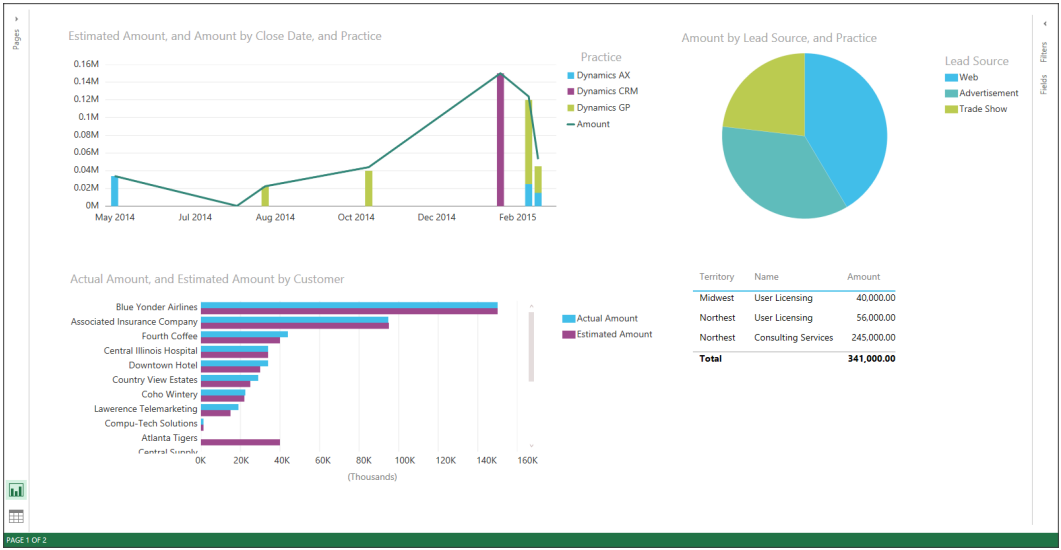 Pages
Estimated Amount, and Amount by Close Date, and Practice
0.16M
0.14M
0.12M
0.1M
0.08M
0.06M
0.04M
0.02M
0M
May 2014 Jul 2014 Aug 2014 Oct 2014 Dec 2014 Feb 2015
Practice
Dynamics AX
Dynamics CRM
Dynamics GP
Amount
Amount by Lead Source, and Practice
Lead Source
Web
Advertisement
Trade Show
Filters
Fields
Actual Amount, and Estimated Amount by Customer
Blue Yonder Airlines
Associated Insurance Company
Fourth Coffee
Central Illinois Hospital
Downtown Hotel
Country View Estates
Coho Wintery
Lawerence Telemarketing
Compu-Tech Solutions
Atlanta Tigers
Central Supply
0K 20K 40K 60K 80K 100K 120K 140K 160K
(Thousands)
Actual Amount
Estimated Amount
Territory Name Amount
Midwest User Licensing 40,000.00
Northest User Licensing 56,000.00
Northest Consulting Services 245,000.00
Total 341,000.00
PAGE 1 OF 2